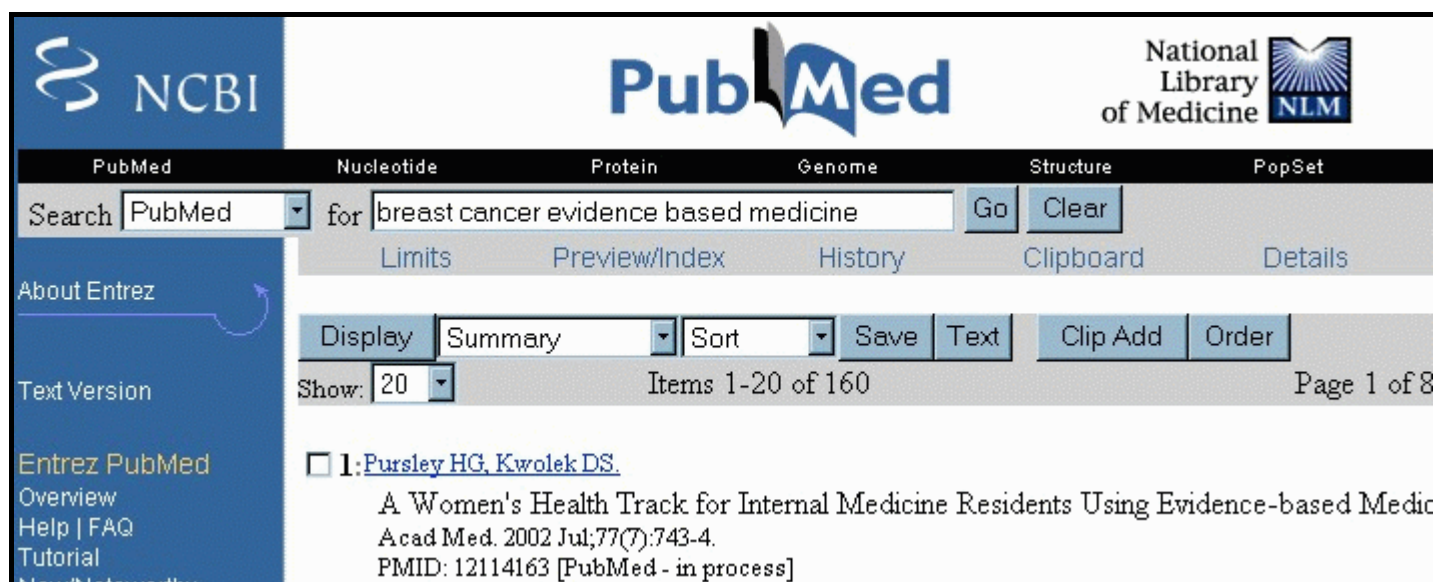 NCBI
PubMed
National
Library
of Medicine NLM
PubMed Nucleotide Protein Genome Structure PopSet
Search PubMed for breast cancer evidence based medicine Go Clear
Limits Preview/Index History Clipboard Details
About Entrez
Display Summary Sort Save Text Clip Add Order
Show: 20 Items 1-20 of 160 Page 1 of 8
Text Version
Entrez PubMed
Overview
Help | FAQ
Tutorial
1: Pursley HG, Kwolek DS.
A Women's Health Track for Internal Medicine Residents Using Evidence-based Medic
Acad Med. 2002 Jul;77(7):743-4.
PMID: 12114163 [PubMed - in process]